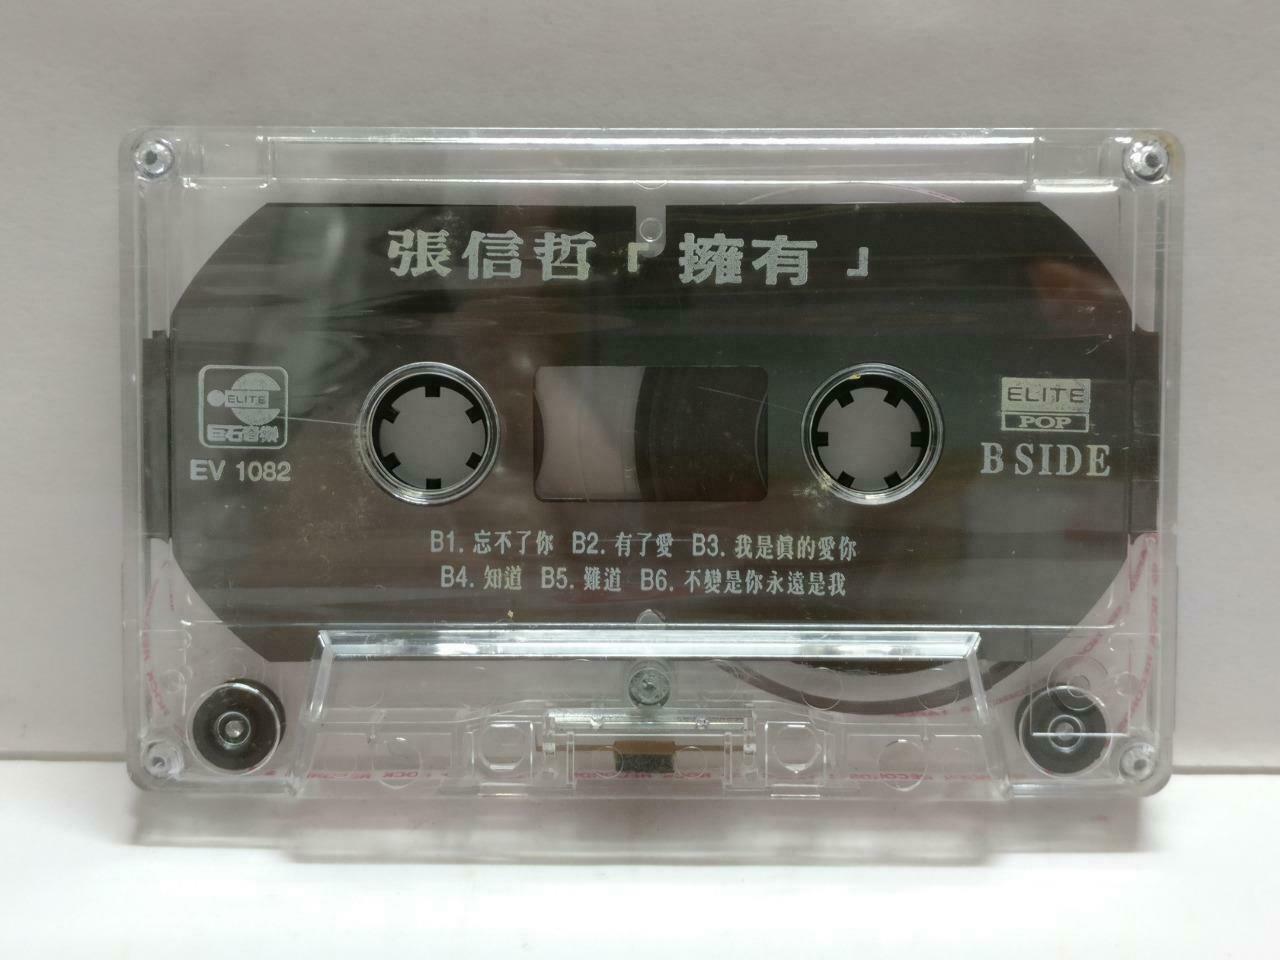 張信哲「擁有」
ELITE
巨石音樂
EV 1082
ELITE
POP
B SIDE
B1. 忘不了你 B2. 有了愛 B3. 我是眞的愛你
B4. 知道 B5. 難道 B6. 不變是你永遠是我